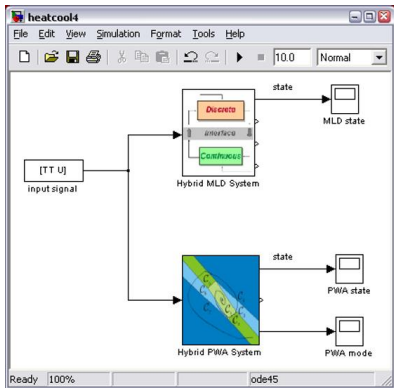 heatcool4
File Edit View Simulation Format Tools Help
10.0 Normal
state
MLD state
Discrete
Interface
Continuous
Hybrid MLD System
[TT U]
input signal
state
PWA state
Hybrid PWA System
PWA mode
Ready 100% ode45